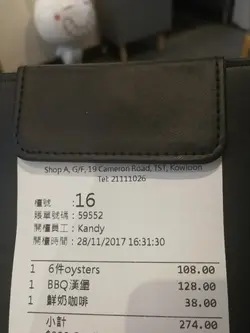 Shop A, G/F, 19 Cameron Road, TST, Kowloon
Tel: 21111026
檯號 :16
賬單號碼 : 59552
開檯員工 : Kandy
開檯時間 : 28/11/2017 16:31:30
1 6件oysters 108.00
1 BBQ漢堡 128.00
1 鮮奶咖啡 38.00
小計 274.00